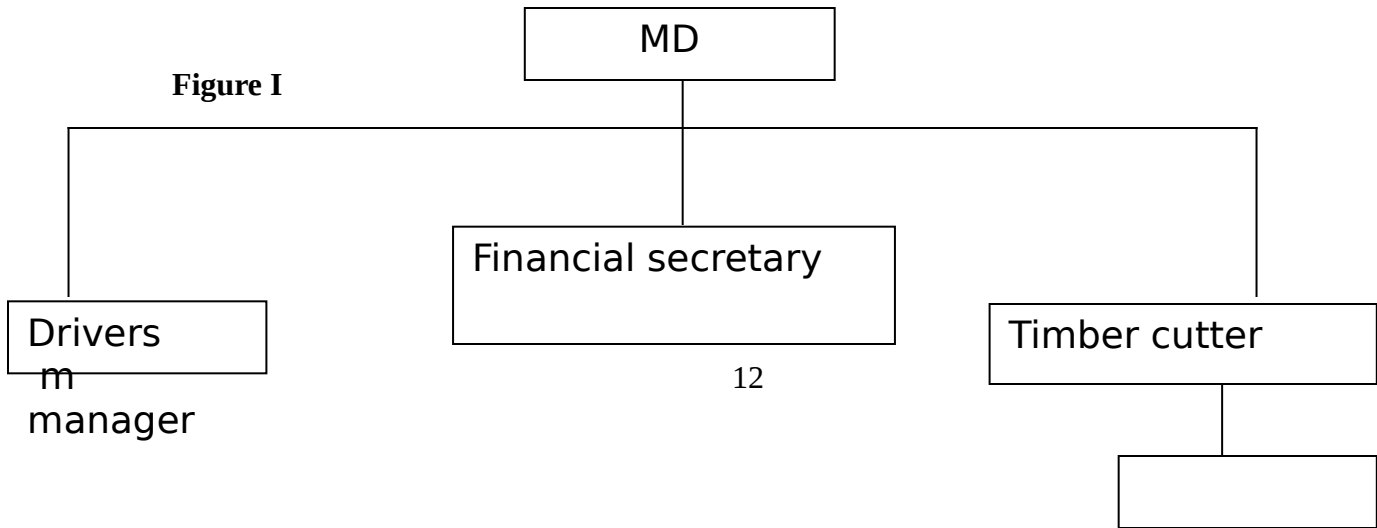 MD
Figure I
Financial secretary
Drivers
m
manager
Timber cutter
12